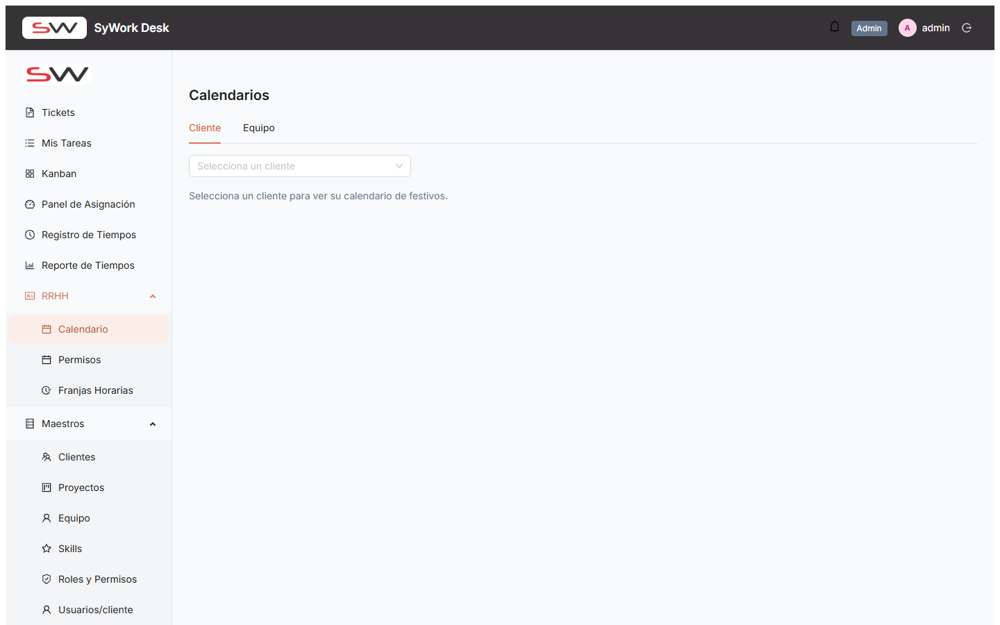 SW SyWork Desk
Admin A admin
SW
Tickets
Mis Tareas
Kanban
Panel de Asignación
Registro de Tiempos
Reporte de Tiempos
RRHH
Calendario
Permisos
Franjas Horarias
Maestros
Clientes
Proyectos
Equipo
Skills
Roles y Permisos
Usuarios/cliente
Calendarios
Cliente Equipo
Selecciona un cliente
Selecciona un cliente para ver su calendario de festivos.